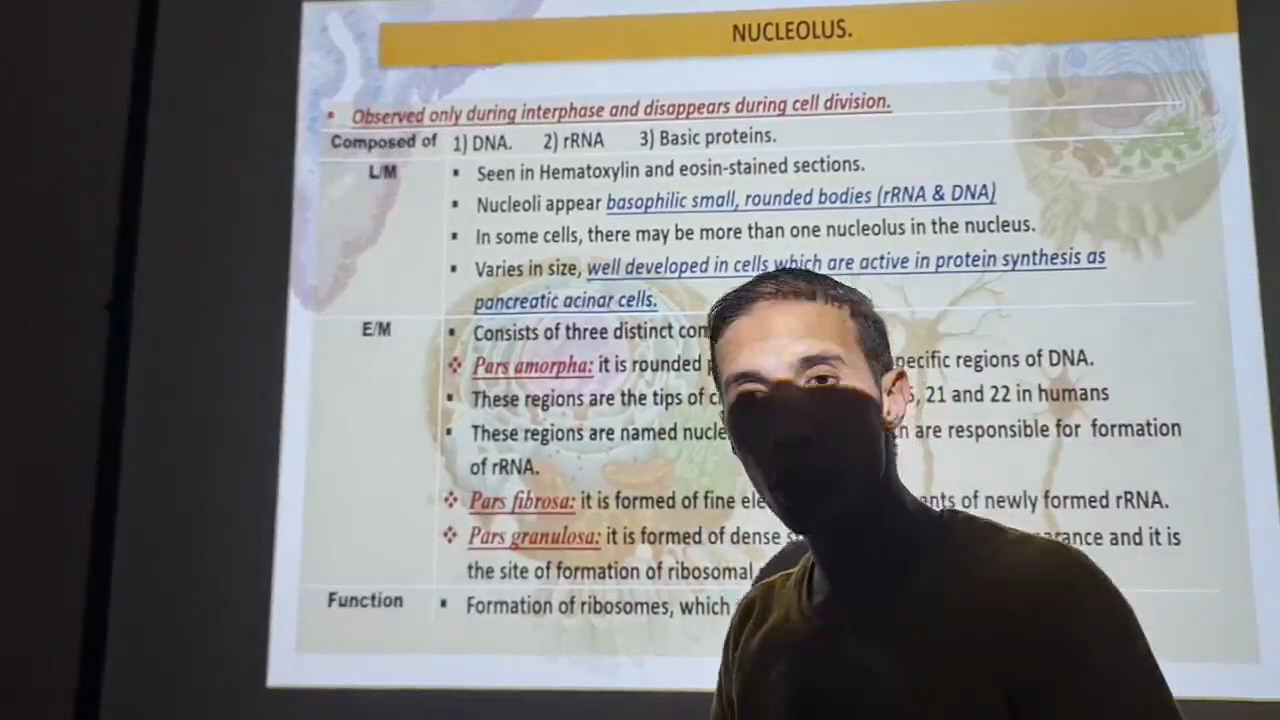 NUCLEOLUS.
▪ Observed only during interphase and disappears during cell division.
Composed of 1) DNA. 2) rRNA 3) Basic proteins.
L/M ▪ Seen in Hematoxylin and eosin-stained sections.
▪ Nucleoli appear basophilic small, rounded bodies (rRNA & DNA)
▪ In some cells, there may be more than one nucleolus in the nucleus.
▪ Varies in size, well developed in cells which are active in protein synthesis as
pancreatic acinar cells.
E/M ▪ Consists of three distinct
❖ Pars amorpha: it is rounded specific regions of DNA.
▪ These regions are the tips of 21 and 22 in humans
▪ These regions are named are responsible for formation
of rRNA.
❖ Pars fibrosa: it is formed of fine of newly formed rRNA.
❖ Pars granulosa: it is formed of dense and it is
the site of formation of ribosomal
Function ▪ Formation of ribosomes, which